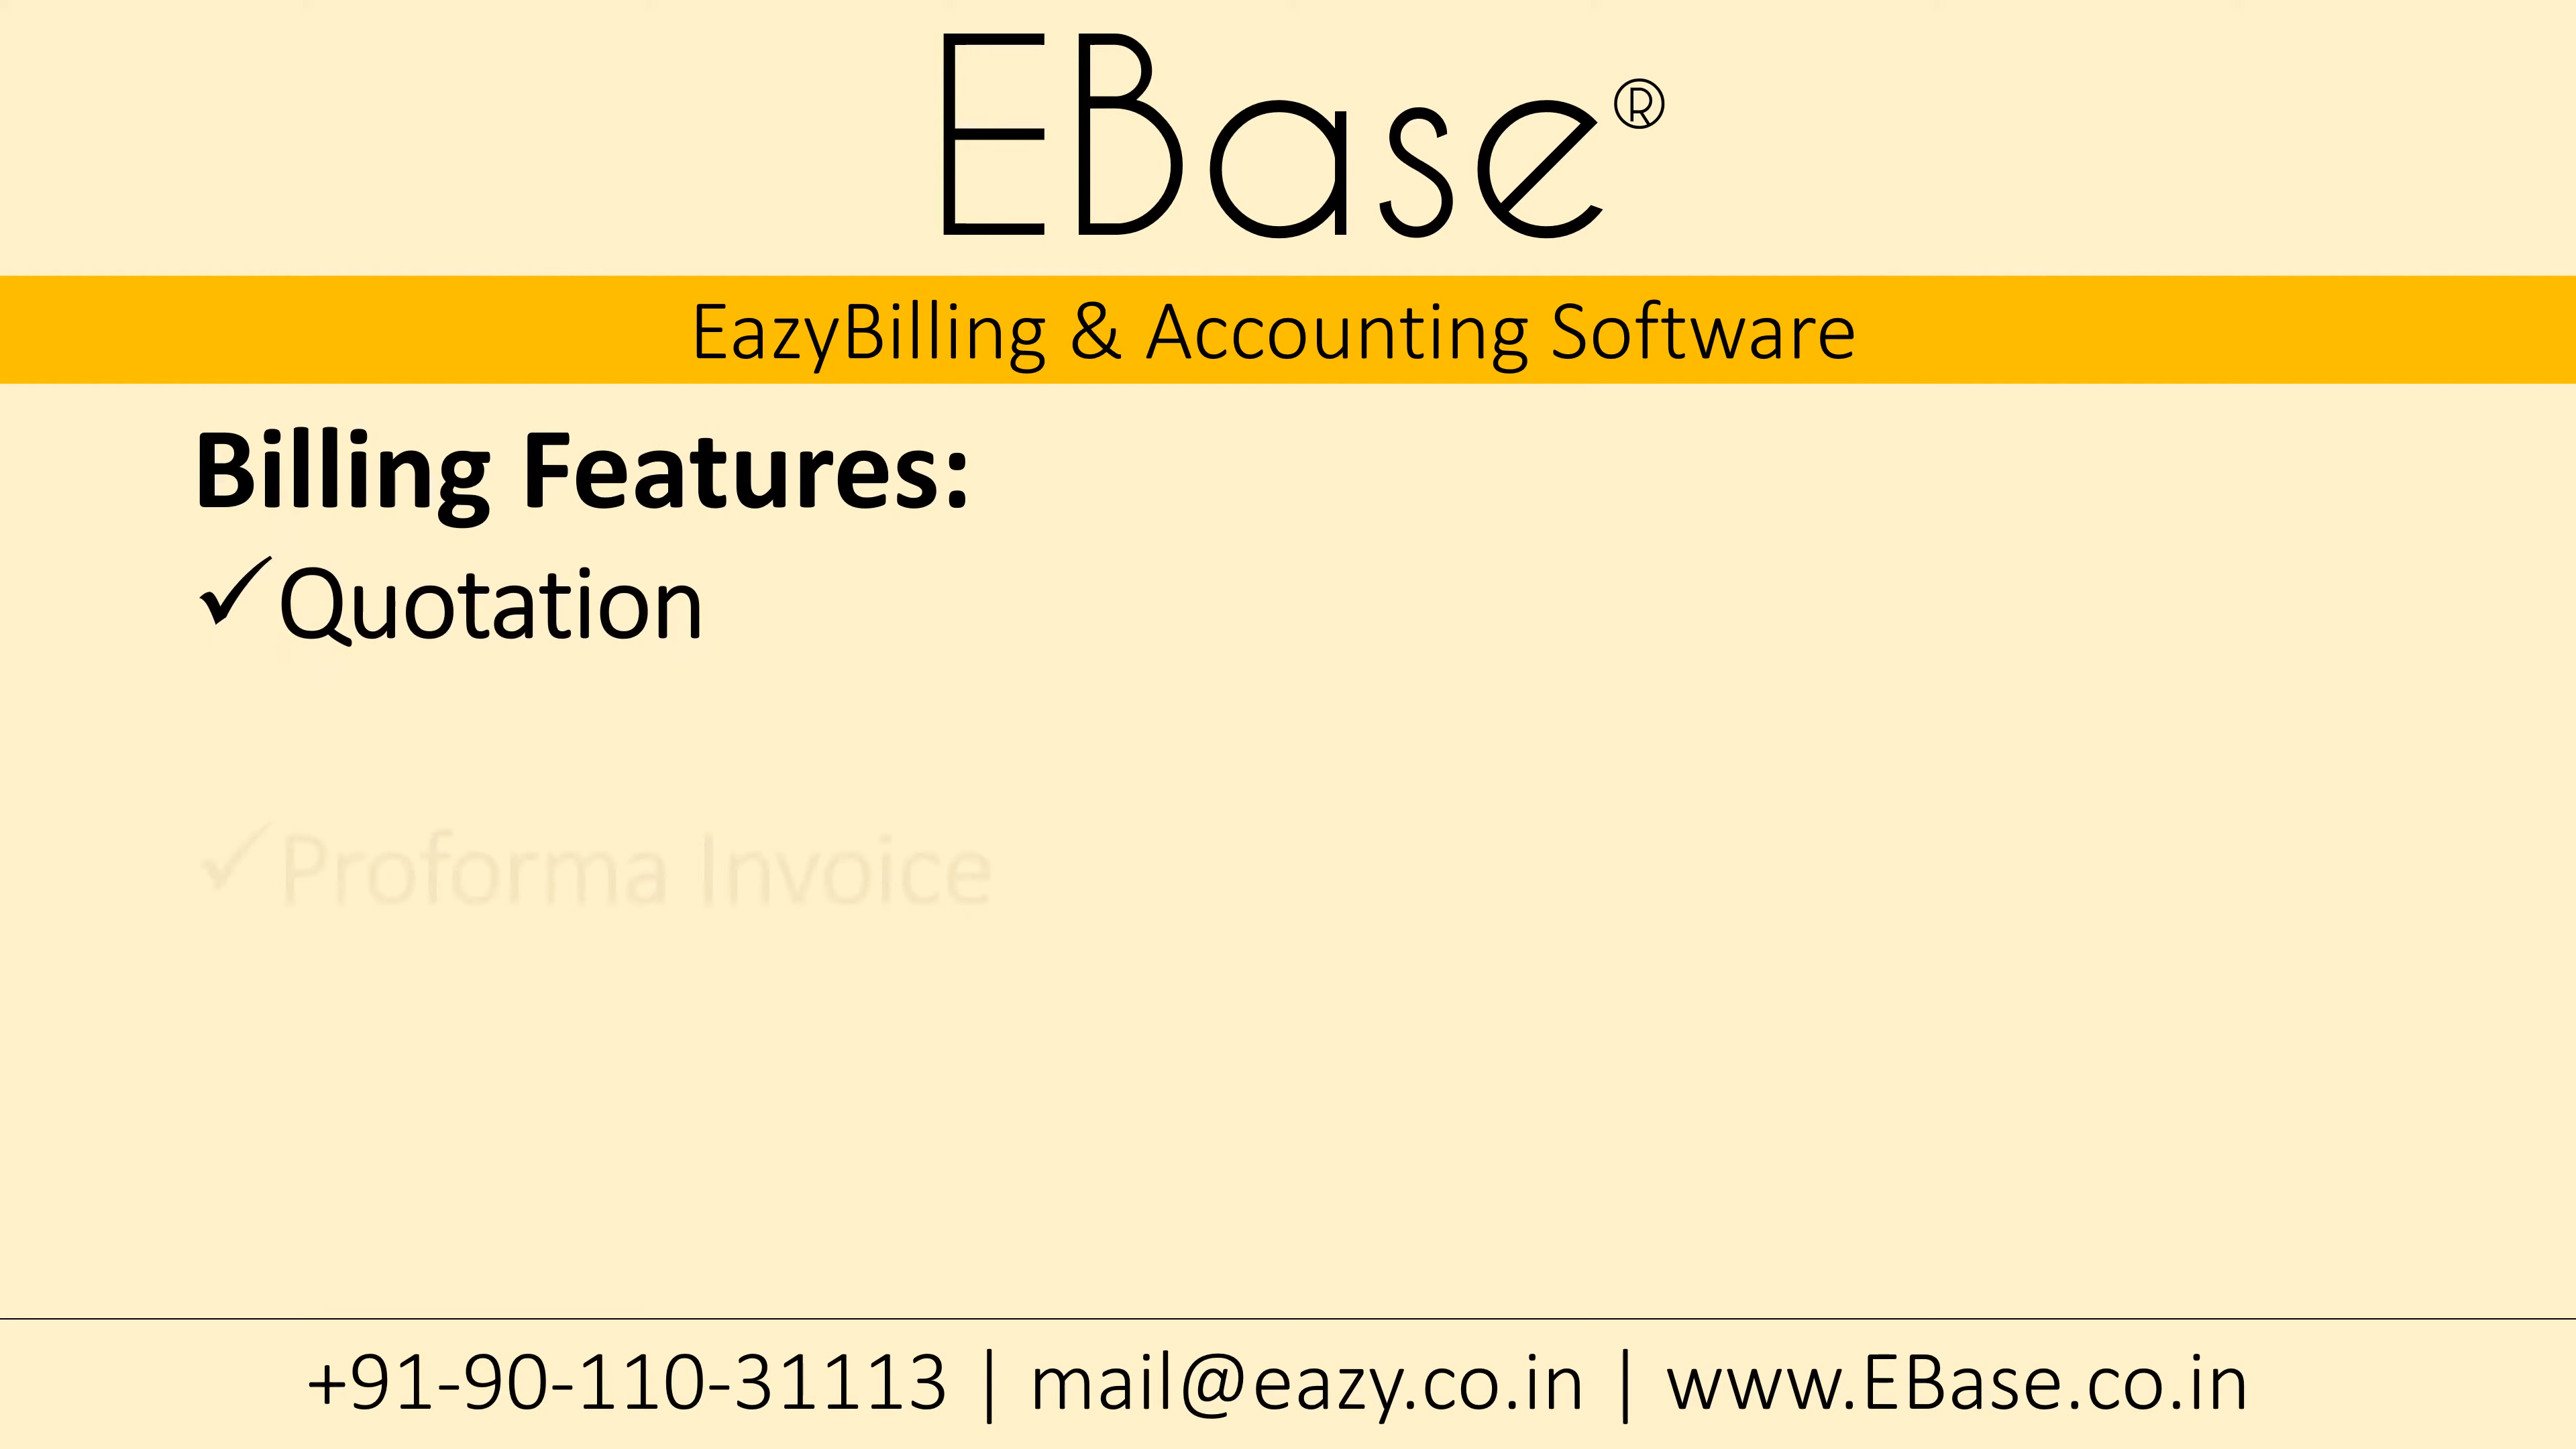 EBase®
EazyBilling & Accounting Software
Billing Features:
✓Quotation
✓Proforma Invoice
+91-90-110-31113 | mail@eazy.co.in | www.EBase.co.in